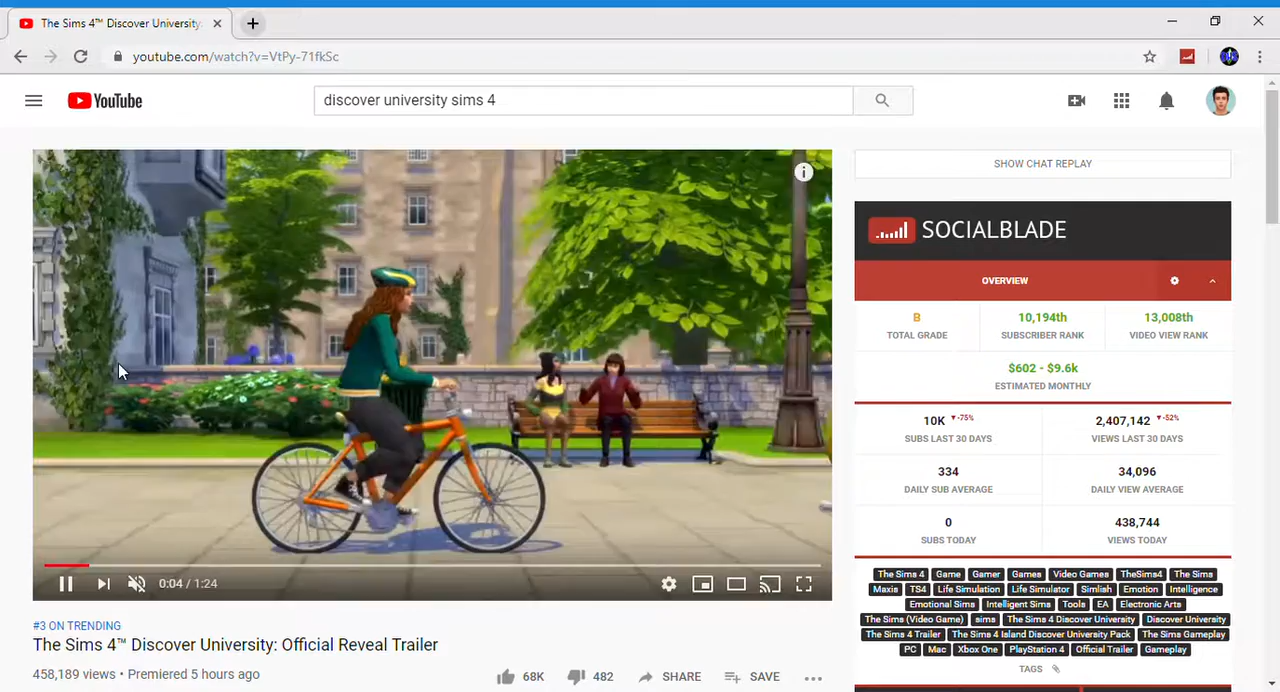 The Sims 4™ Discover University:
youtube.com/watch?v=VtPy-71fkSc
YouTube
discover university sims 4
SHOW CHAT REPLAY
SOCIALBLADE
OVERVIEW
B
TOTAL GRADE
10,194th
SUBSCRIBER RANK
13,008th
VIDEO VIEW RANK
$602 - $9.6k
ESTIMATED MONTHLY
10K ▼-75%
SUBS LAST 30 DAYS
2,407,142 ▼-52%
VIEWS LAST 30 DAYS
334
DAILY SUB AVERAGE
34,096
DAILY VIEW AVERAGE
0
SUBS TODAY
438,744
VIEWS TODAY
The Sims 4 Game Gamer Games Video Games TheSims4 The Sims
Maxis TS4 Life Simulation Life Simulator Simlish Emotion Intelligence
Emotional Sims Intelligent Sims Tools EA Electronic Arts
The Sims (Video Game) sims The Sims 4 Discover University Discover University
The Sims 4 Trailer The Sims 4 Island Discover University Pack The Sims Gameplay
PC Mac Xbox One PlayStation 4 Official Trailer Gameplay
TAGS
0:04 / 1:24
#3 ON TRENDING
The Sims 4™ Discover University: Official Reveal Trailer
458,189 views • Premiered 5 hours ago
68K 482 SHARE SAVE